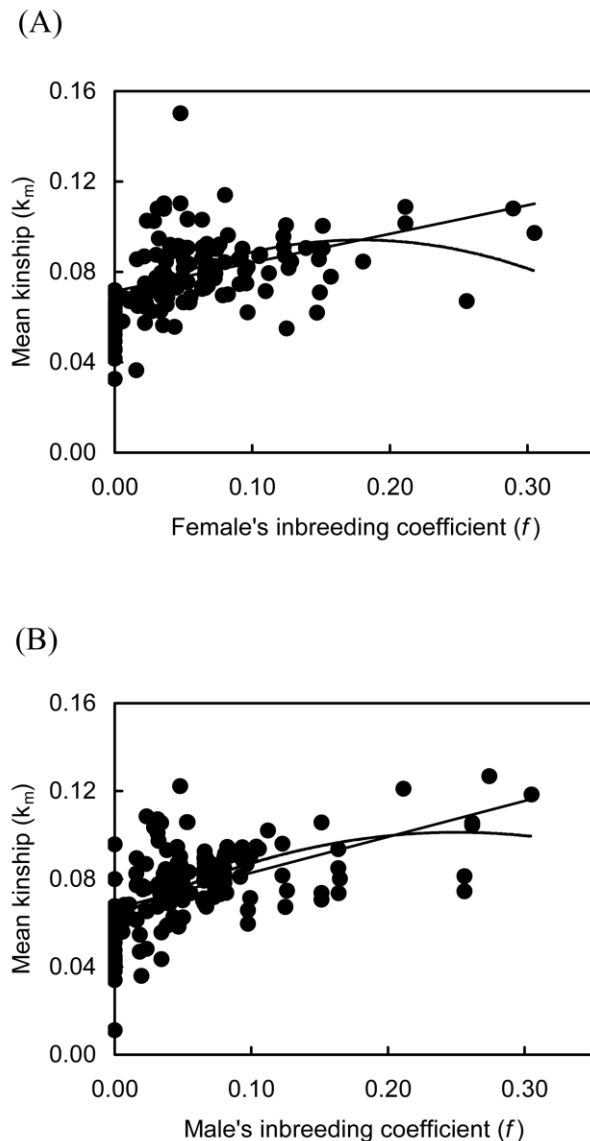 (A)
0.16
0.12
0.08
0.04
0.00
Mean kinship (km)
0.00 0.10 0.20 0.30
Female's inbreeding coefficient (f)
(B)
0.16
0.12
0.08
0.04
0.00
Mean kinship (km)
0.00 0.10 0.20 0.30
Male's inbreeding coefficient (f)